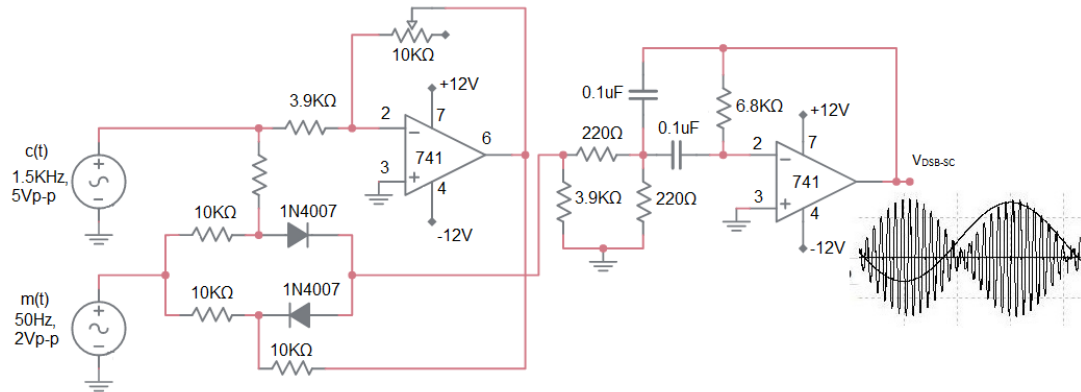 10KΩ
+12V
3.9KΩ
2
7
6
741
3
4
-12V
c(t)
1.5KHz,
5Vp-p
10KΩ
1N4007
m(t)
50Hz,
2Vp-p
10KΩ
1N4007
10KΩ
0.1uF
6.8KΩ
+12V
220Ω
0.1uF
2
7
741
3
4
-12V
3.9KΩ
220Ω
VDSB-SC